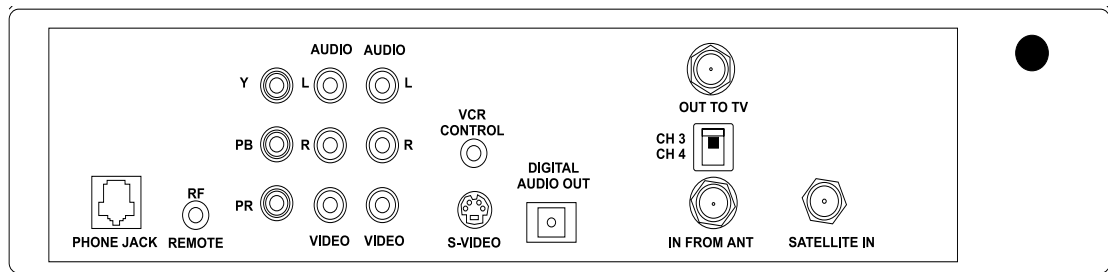 AUDIO AUDIO
Y L L
OUT TO TV
VCR
CONTROL
CH 3
CH 4
PB R R
DIGITAL
AUDIO OUT
RF
PR
PHONE JACK REMOTE VIDEO VIDEO S-VIDEO IN FROM ANT SATELLITE IN